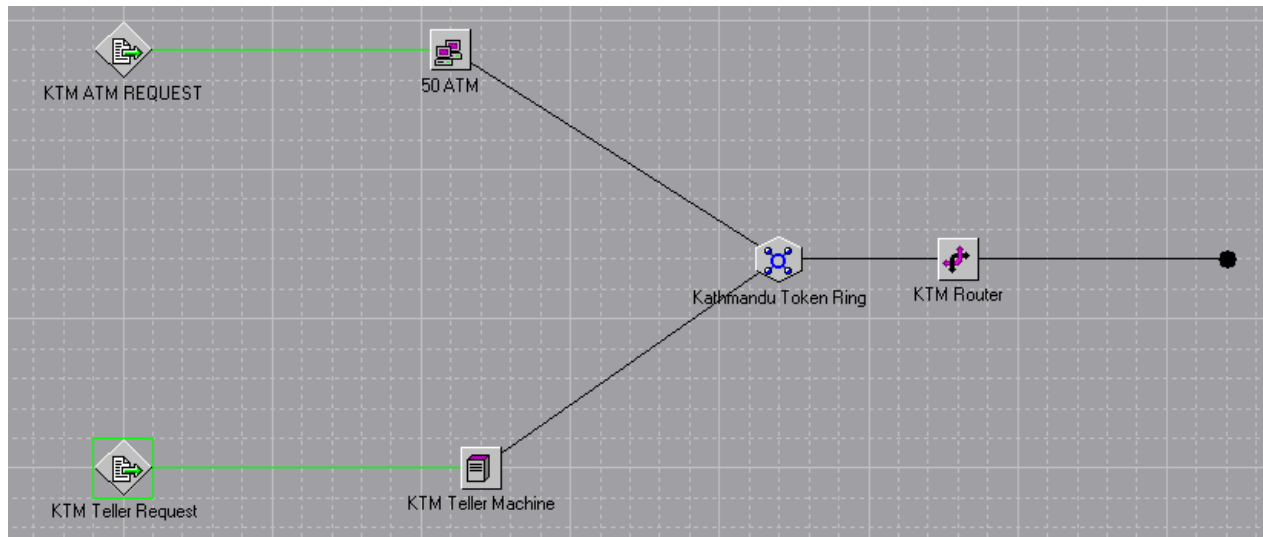 KTM ATM REQUEST
50 ATM
Kathmandu Token Ring
KTM Router
KTM Teller Request
KTM Teller Machine